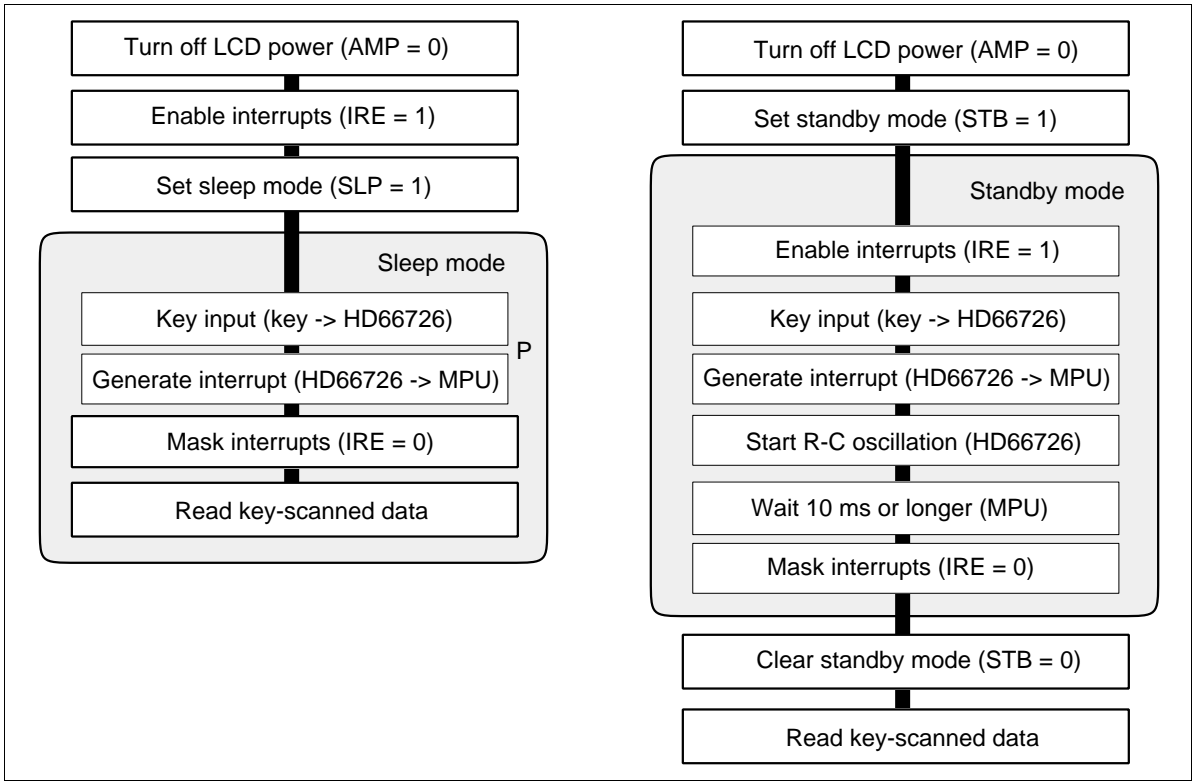 Turn off LCD power (AMP = 0)
Enable interrupts (IRE = 1)
Set sleep mode (SLP = 1)
Sleep mode
Key input (key -> HD66726)
P
Generate interrupt (HD66726 -> MPU)
Mask interrupts (IRE = 0)
Read key-scanned data
Turn off LCD power (AMP = 0)
Set standby mode (STB = 1)
Standby mode
Enable interrupts (IRE = 1)
Key input (key -> HD66726)
Generate interrupt (HD66726 -> MPU)
Start R-C oscillation (HD66726)
Wait 10 ms or longer (MPU)
Mask interrupts (IRE = 0)
Clear standby mode (STB = 0)
Read key-scanned data